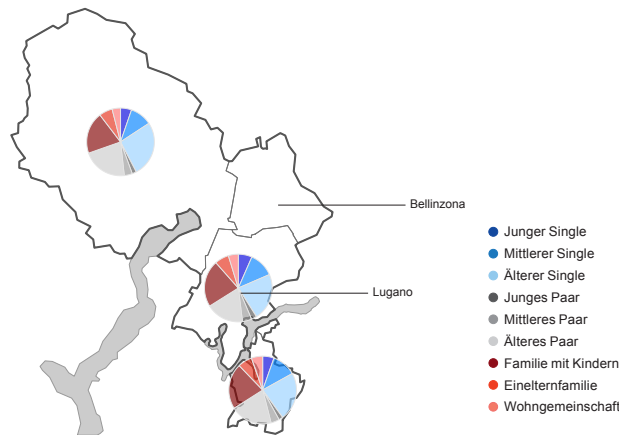 Bellinzona
Lugano
Junger Single
Mittlerer Single
Älterer Single
Junges Paar
Mittleres Paar
Älteres Paar
Familie mit Kindern
Einelternfamilie
Wohngemeinschaft